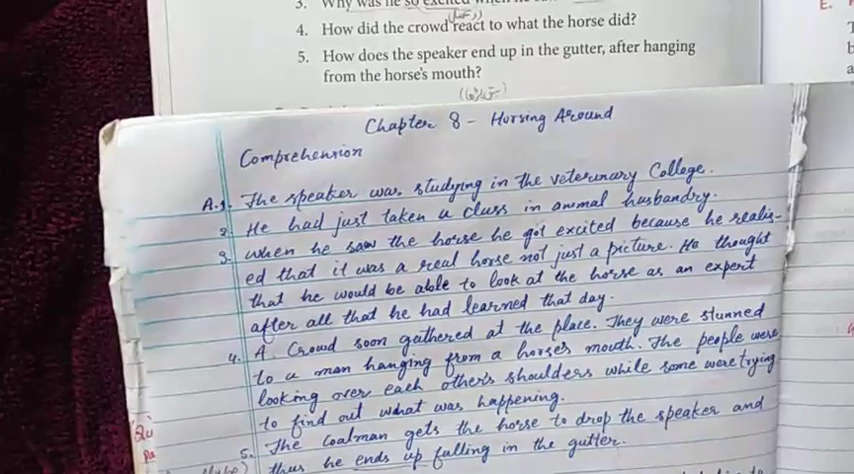 3. Why was he so excited when he
4. How did the crowd react to what the horse did?
5. How does the speaker end up in the gutter, after hanging
from the horse's mouth?
Chapter 8 - Horsing Around
Comprehension
A.1. The speaker was studying in the veterinary College.
2. He had just taken a class in animal husbandry.
3. when he saw the horse he got excited because he realis-
ed that it was a real horse not just a picture. He thought
that he would be able to look at the horse as an expert
after all that he had learned that day.
4. A Crowd soon gathered at the place. They were stunned
to a man hanging from a horse's mouth. The people were
looking over each other's shoulders while some were trying
to find out what was happening.
5. The Coalman gets the horse to drop the speaker and
thus he ends up falling in the gutter.
E.